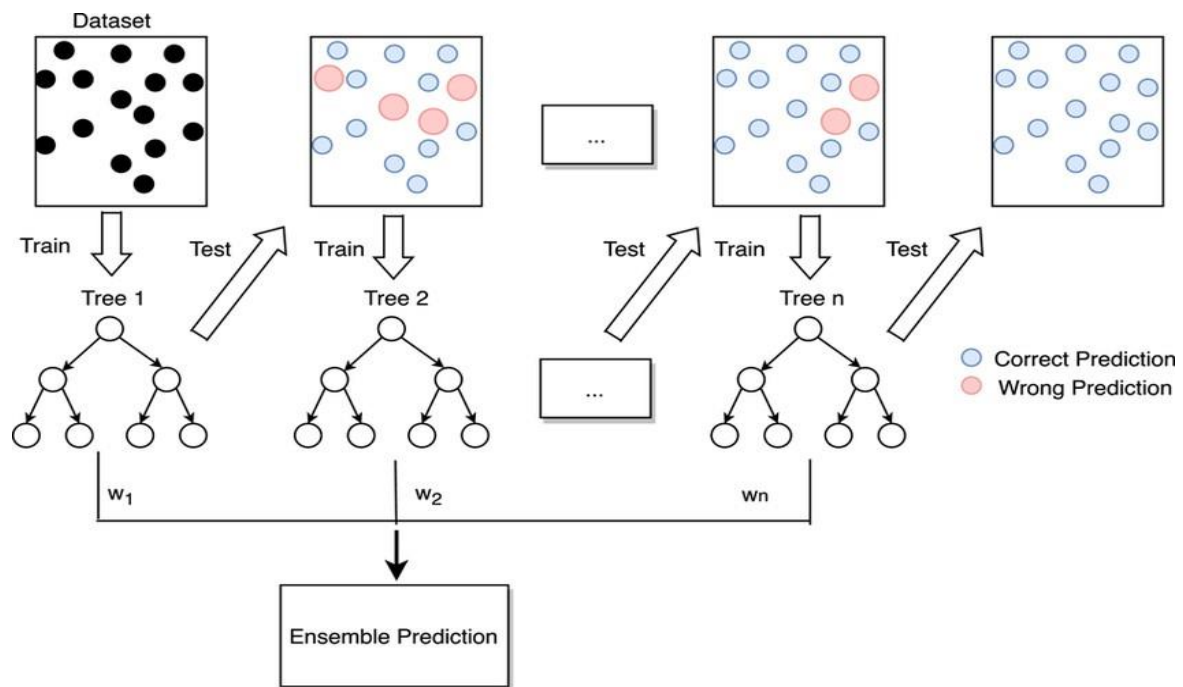 Dataset
...
Train
Test
Train
Test
Train
Test
Tree 1
Tree 2
Tree n
Correct Prediction
Wrong Prediction
...
w1
w2
wn
Ensemble Prediction